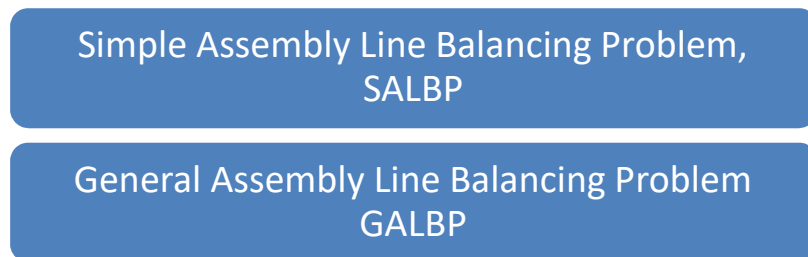 Simple Assembly Line Balancing Problem,
SALBP
General Assembly Line Balancing Problem
GALBP